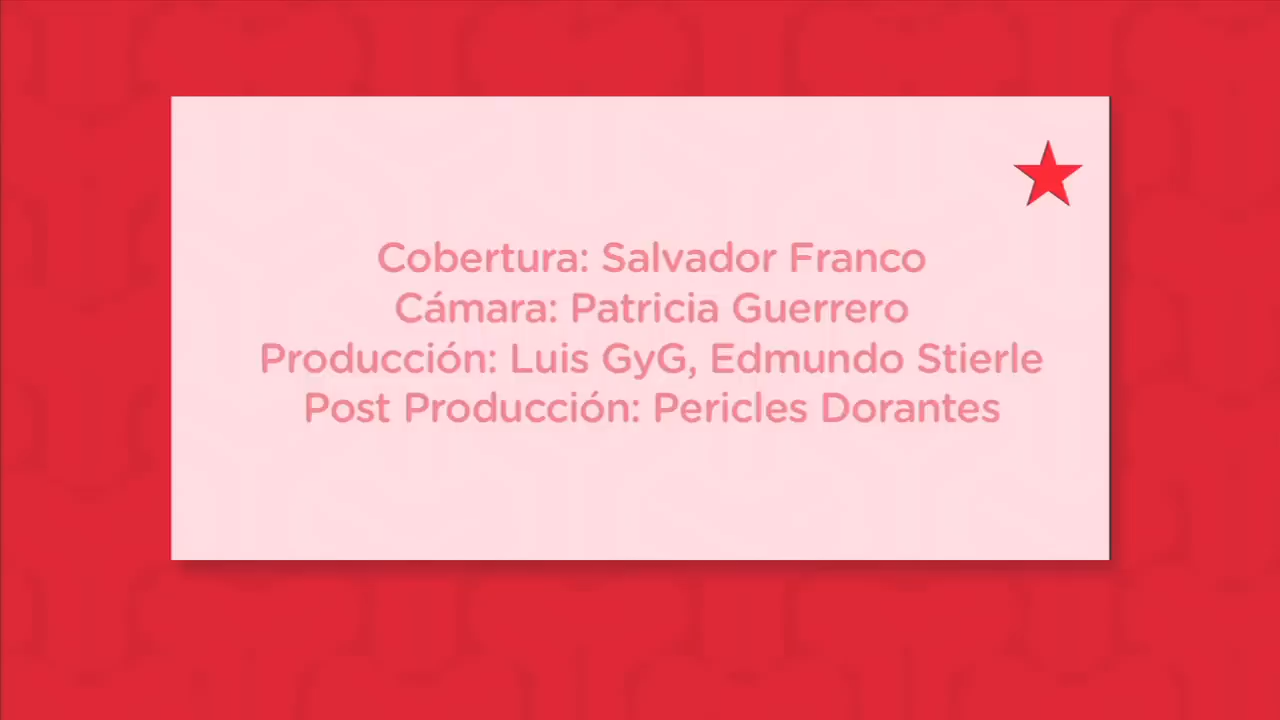 Cobertura: Salvador Franco
Cámara: Patricia Guerrero
Producción: Luis GyG, Edmundo Stierle
Post Producción: Pericles Dorantes